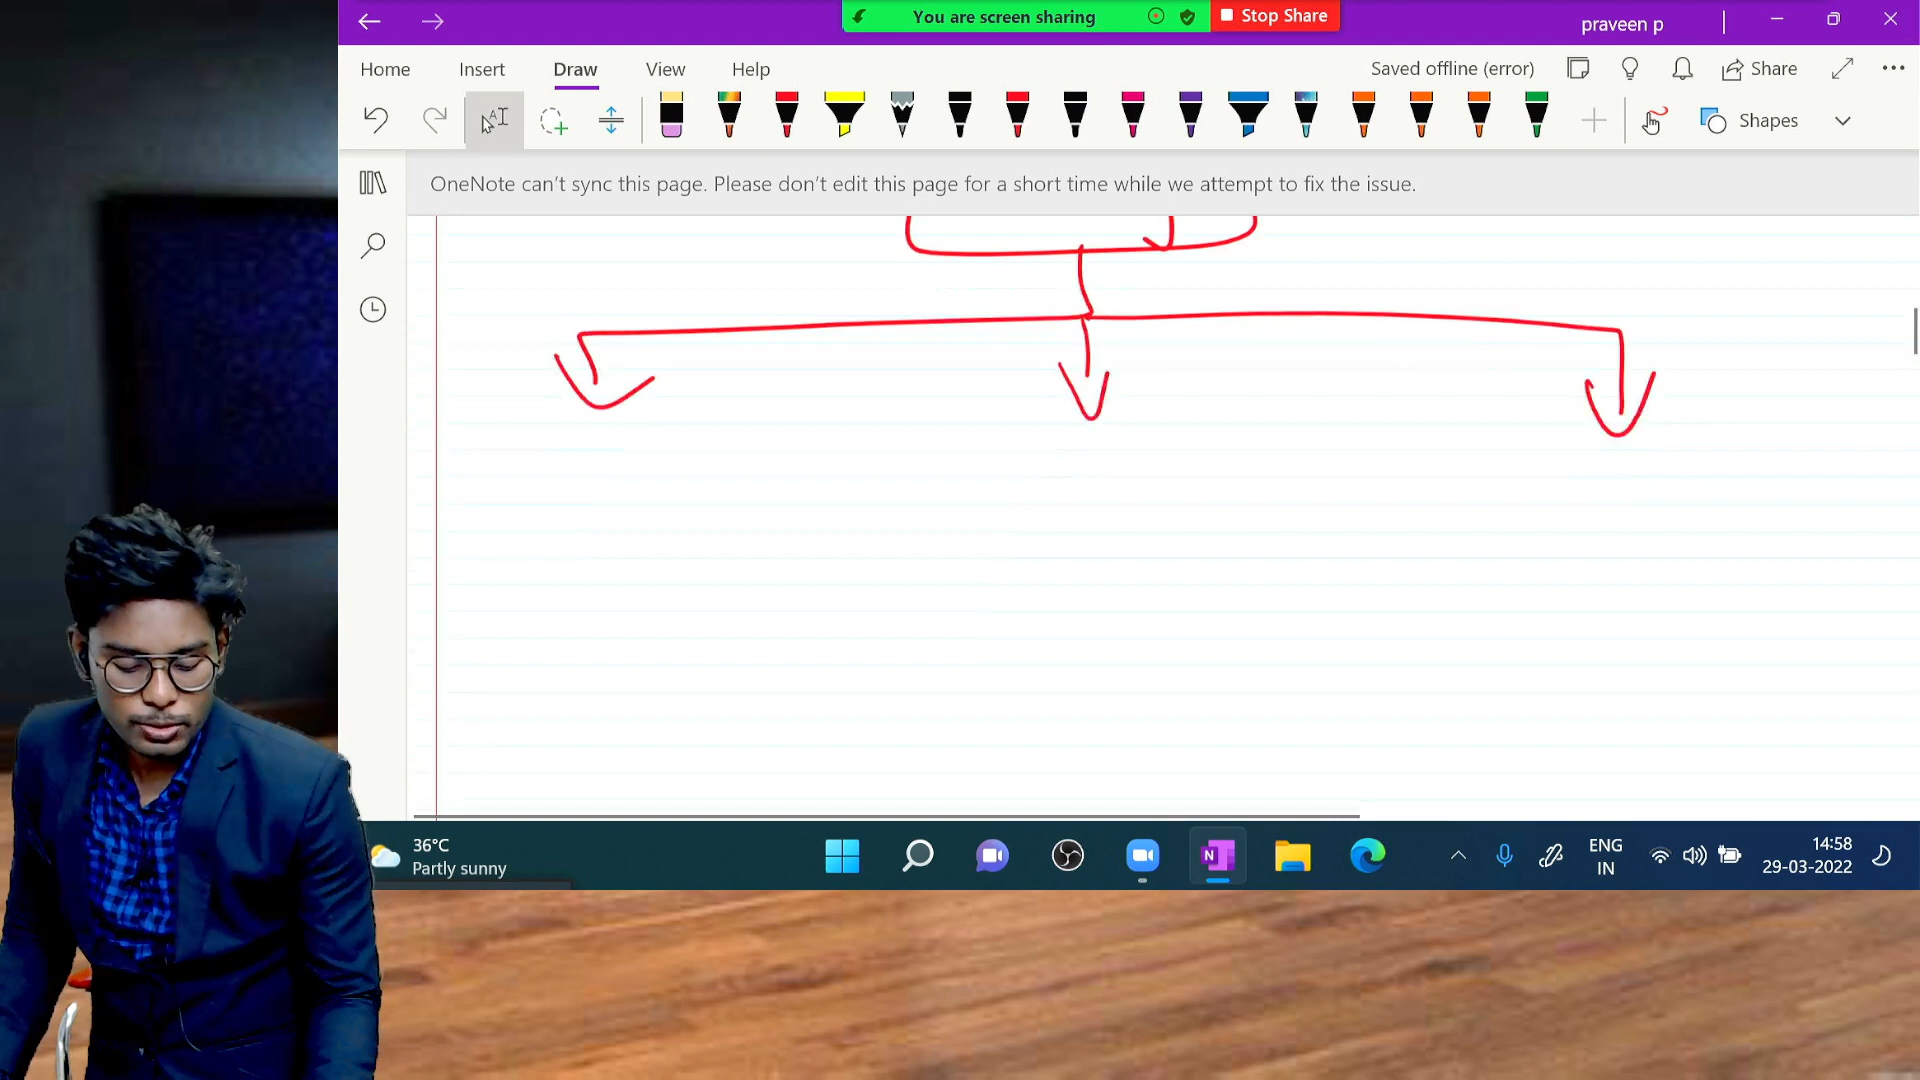 You are screen sharing
Stop Share
praveen p
Home Insert Draw View Help
Saved offline (error)
Share
Shapes
OneNote can't sync this page. Please don't edit this page for a short time while we attempt to fix the issue.
36°C
Partly sunny
ENG
IN
14:58
29-03-2022